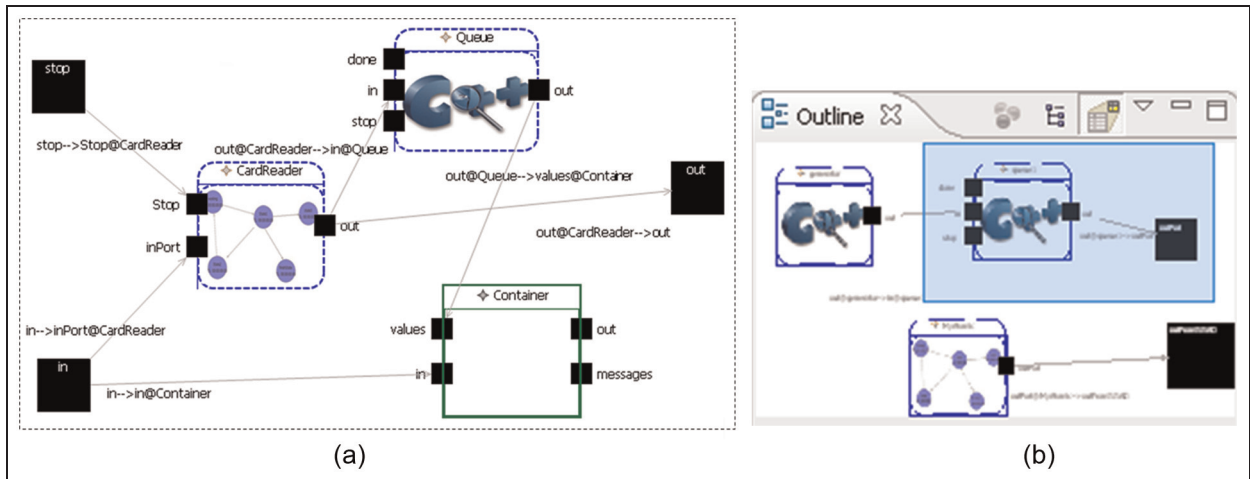 Queue
stop
done
in
out
stop
stop-->Stop@CardReader
out@CardReader-->in@Queue
CardReader
out@Queue-->values@Container
out
Stop
out
inPort
out@CardReader-->out
Container
values
out
in-->inPort@CardReader
in
in
messages
in-->in@Container
(a)
Outline
done
out
out
(b)